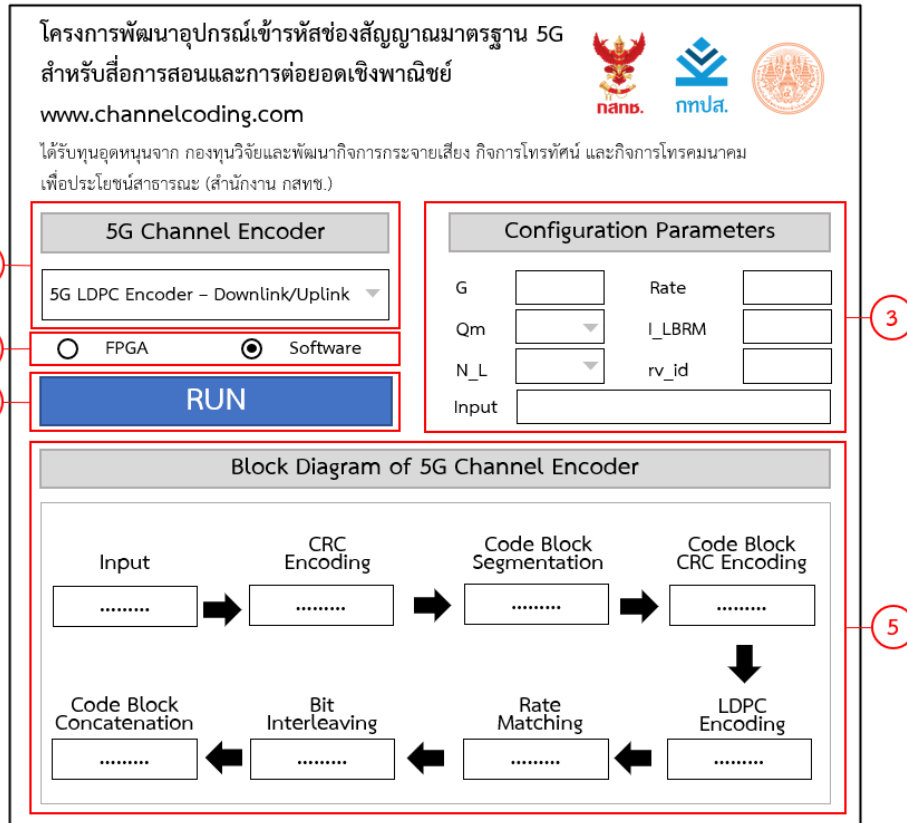 โครงการพัฒนาอุปกรณ์เข้ารหัสช่องสัญญาณมาตรฐาน 5G
สำหรับสื่อการสอนและการต่อยอดเชิงพาณิชย์
www.channelcoding.com
กสทช.
กทปส.
ได้รับทุนอุดหนุนจาก กองทุนวิจัยและพัฒนากิจการกระจายเสียง กิจการโทรทัศน์ และกิจการโทรคมนาคม
เพื่อประโยชน์สาธารณะ (สำนักงาน กสทช.)
5G Channel Encoder
5G LDPC Encoder – Downlink/Uplink
FPGA
Software
RUN
Configuration Parameters
G
Rate
Qm
I_LBRM
N_L
rv_id
Input
3
Block Diagram of 5G Channel Encoder
Input
CRC
Encoding
Code Block
Segmentation
Code Block
CRC Encoding
.........
.........
.........
.........
5
Code Block
Concatenation
Bit
Interleaving
Rate
Matching
LDPC
Encoding
.........
.........
.........
.........